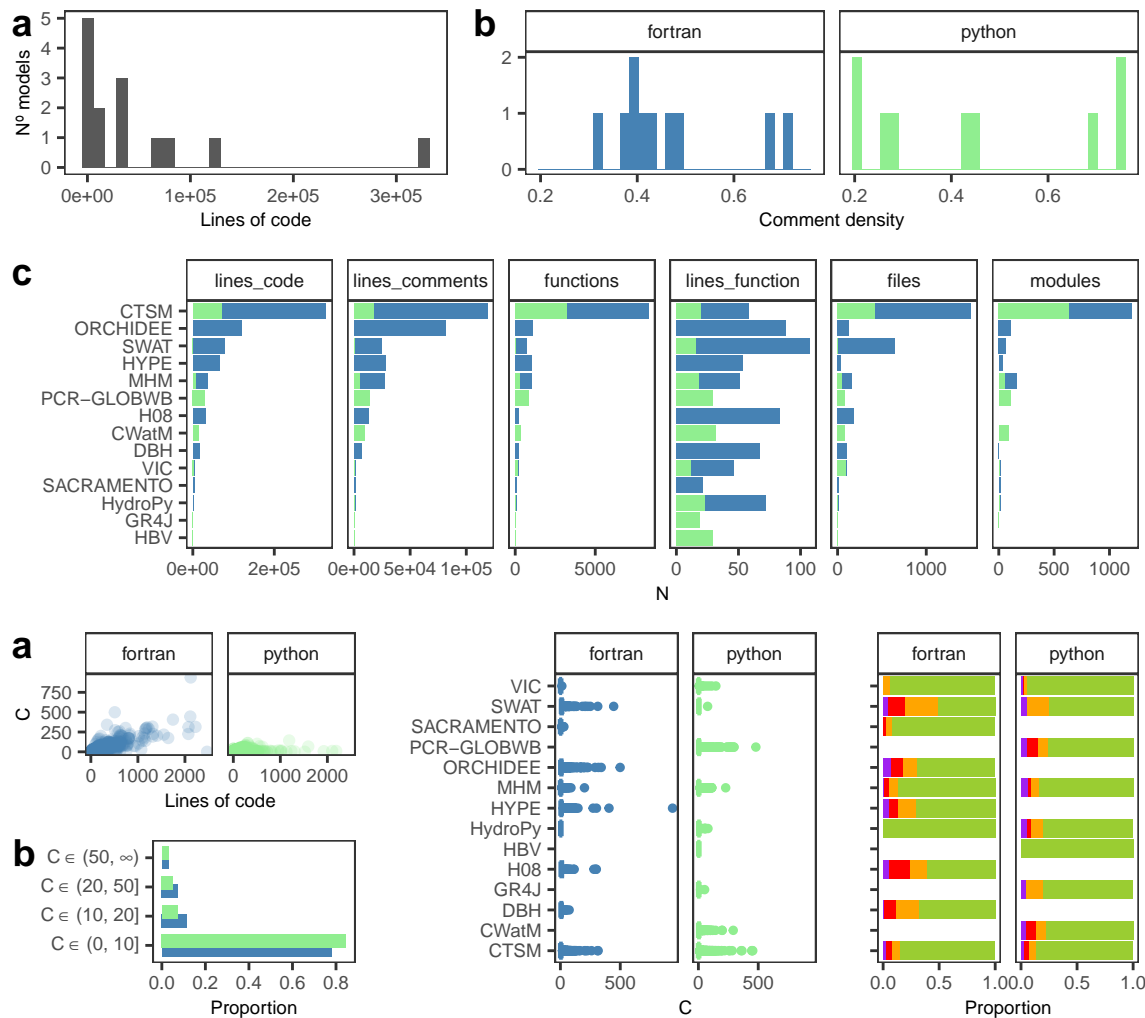 a
Nº models
5
4
3
2
1
0
0e+00 1e+05 2e+05 3e+05
Lines of code
b
fortran python
2
1
0
0.2 0.4 0.6 0.2 0.4 0.6
Comment density
c
lines_code lines_comments functions lines_function files modules
CTSM
ORCHIDEE
SWAT
HYPE
MHM
PCR−GLOBWB
H08
CWatM
DBH
VIC
SACRAMENTO
HydroPy
GR4J
HBV
0e+00 2e+05 0e+00 5e+04 1e+05 0 5000 0 50 100 0 1000 0 500 1000
N
a
fortran python
C
750
500
250
0
0 1000 2000 0 1000 2000
Lines of code
b
C ∈ (50, ∞)
C ∈ (20, 50]
C ∈ (10, 20]
C ∈ (0, 10]
0.0 0.2 0.4 0.6 0.8
Proportion
fortran python
VIC
SWAT
SACRAMENTO
PCR−GLOBWB
ORCHIDEE
MHM
HYPE
HydroPy
HBV
H08
GR4J
DBH
CWatM
CTSM
0 500 0 500
C
fortran python
0.0 0.5 1.0 0.0 0.5 1.0
Proportion